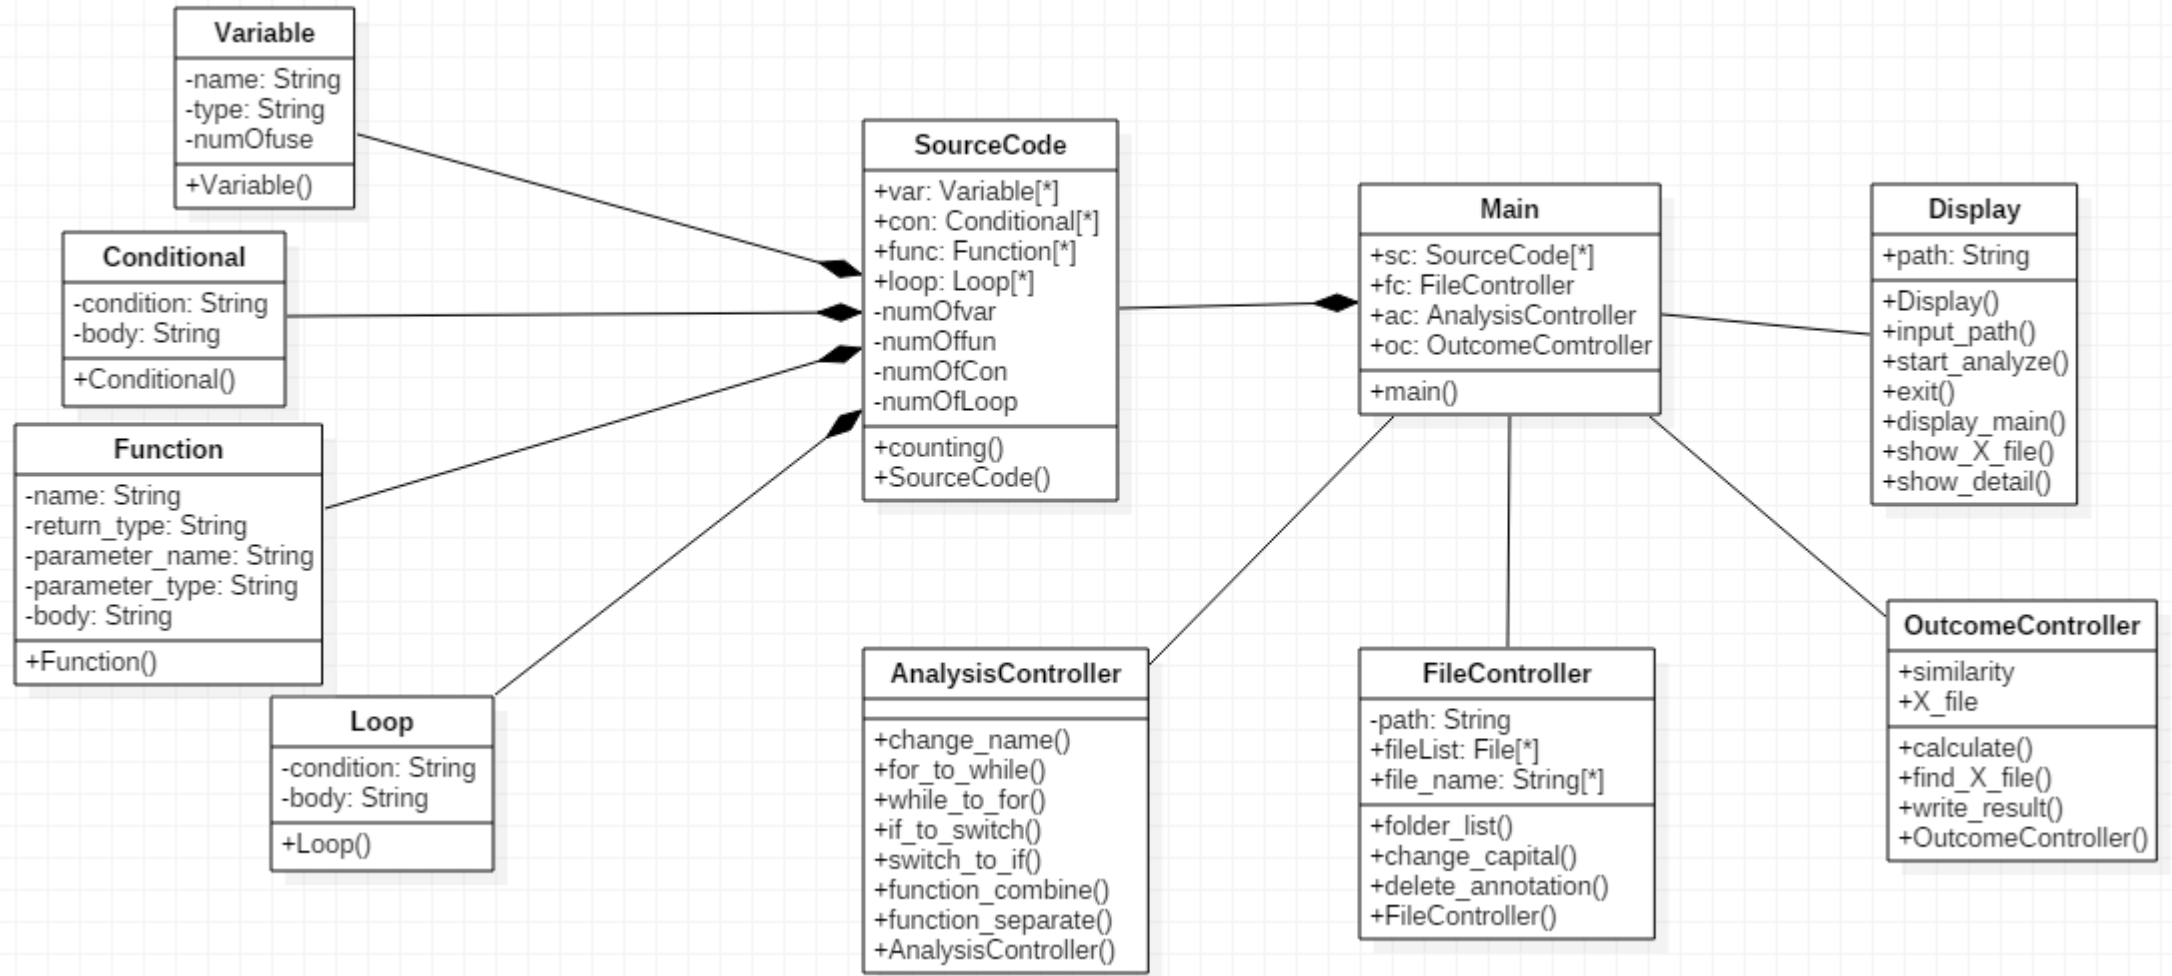 Variable
-name: String
-type: String
-numOfuse
+Variable()
Conditional
-condition: String
-body: String
+Conditional()
Function
-name: String
-return_type: String
-parameter_name: String
-parameter_type: String
-body: String
+Function()
Loop
-condition: String
-body: String
+Loop()
SourceCode
+var: Variable[*]
+con: Conditional[*]
+func: Function[*]
+loop: Loop[*]
-numOfvar
-numOffun
-numOfCon
-numOfLoop
+counting()
+SourceCode()
Main
+sc: SourceCode[*]
+fc: FileController
+ac: AnalysisController
+oc: OutcomeComtroller
+main()
Display
+path: String
+Display()
+input_path()
+start_analyze()
+exit()
+display_main()
+show_X_file()
+show_detail()
AnalysisController
+change_name()
+for_to_while()
+while_to_for()
+if_to_switch()
+switch_to_if()
+function_combine()
+function_separate()
+AnalysisController()
FileController
-path: String
+fileList: File[*]
+file_name: String[*]
+folder_list()
+change_capital()
+delete_annotation()
+FileController()
OutcomeController
+similarity
+X_file
+calculate()
+find_X_file()
+write_result()
+OutcomeController()